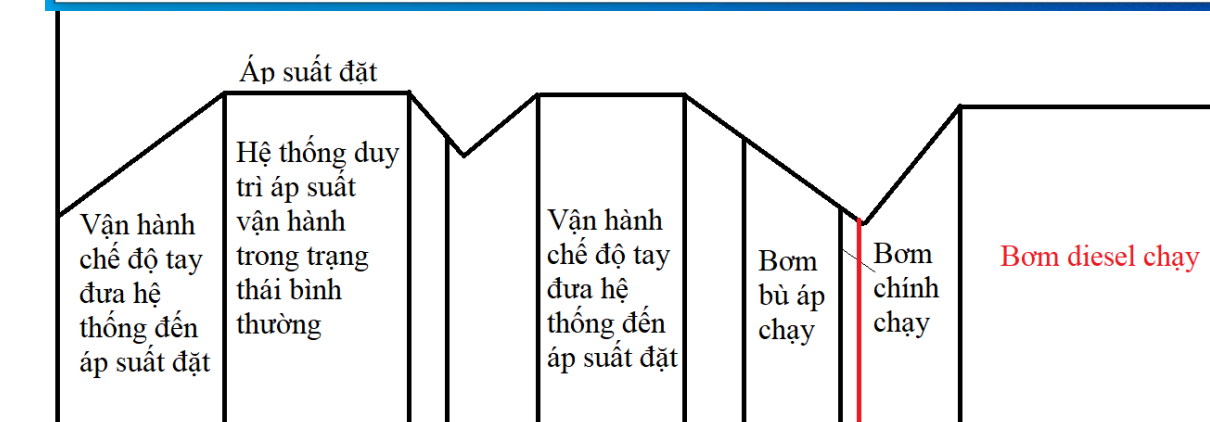 Áp suất đặt
Vận hành
chế độ tay
đưa hệ
thống đến
áp suất đặt
Hệ thống duy
trì áp suất
vận hành
trong trạng
thái bình
thường
Vận hành
chế độ tay
đưa hệ
thống đến
áp suất đặt
Bơm
bù áp
chạy
Bơm
chính
chạy
Bơm diesel chạy